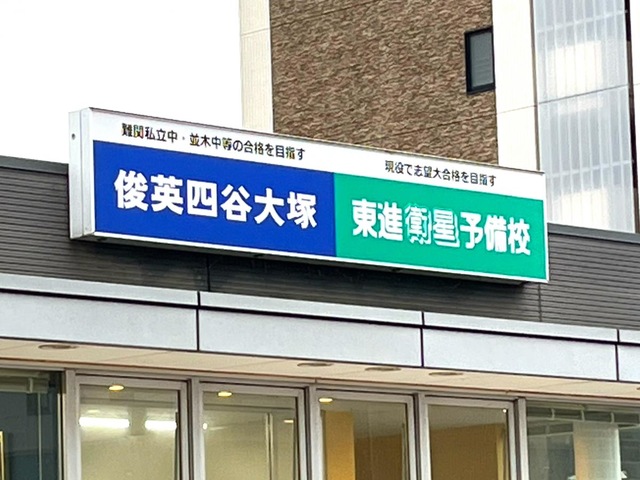 難関私立中・並木中等の合格を目指す
俊英四谷大塚
現役で志望大合格を目指す
東進衛星予備校